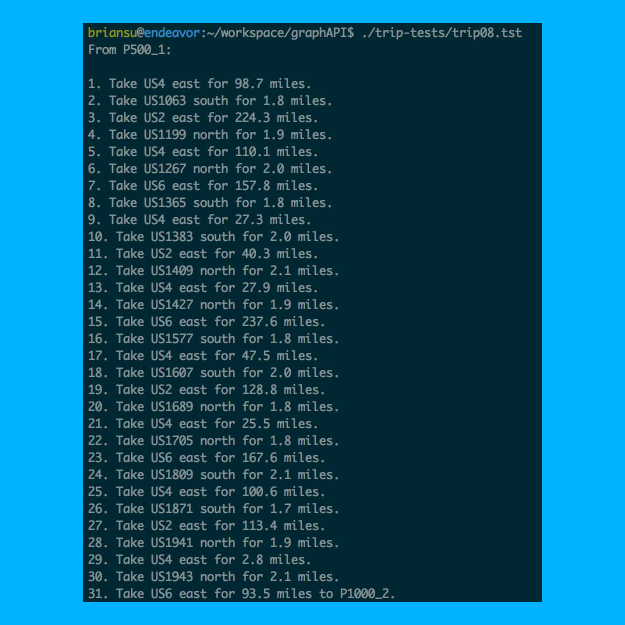 briansu@endeavor:~/workspace/graphAPI$ ./trip-tests/trip08.tst
From P500_1:
1. Take US4 east for 98.7 miles.
2. Take US1063 south for 1.8 miles.
3. Take US2 east for 224.3 miles.
4. Take US1199 north for 1.9 miles.
5. Take US4 east for 110.1 miles.
6. Take US1267 north for 2.0 miles.
7. Take US6 east for 157.8 miles.
8. Take US1365 south for 1.8 miles.
9. Take US4 east for 27.3 miles.
10. Take US1383 south for 2.0 miles.
11. Take US2 east for 40.3 miles.
12. Take US1409 north for 2.1 miles.
13. Take US4 east for 27.9 miles.
14. Take US1427 north for 1.9 miles.
15. Take US6 east for 237.6 miles.
16. Take US1577 south for 1.8 miles.
17. Take US4 east for 47.5 miles.
18. Take US1607 south for 2.0 miles.
19. Take US2 east for 128.8 miles.
20. Take US1689 north for 1.8 miles.
21. Take US4 east for 25.5 miles.
22. Take US1705 north for 1.8 miles.
23. Take US6 east for 167.6 miles.
24. Take US1809 south for 2.1 miles.
25. Take US4 east for 100.6 miles.
26. Take US1871 south for 1.7 miles.
27. Take US2 east for 113.4 miles.
28. Take US1941 north for 1.9 miles.
29. Take US4 east for 2.8 miles.
30. Take US1943 north for 2.1 miles.
31. Take US6 east for 93.5 miles to P1000_2.